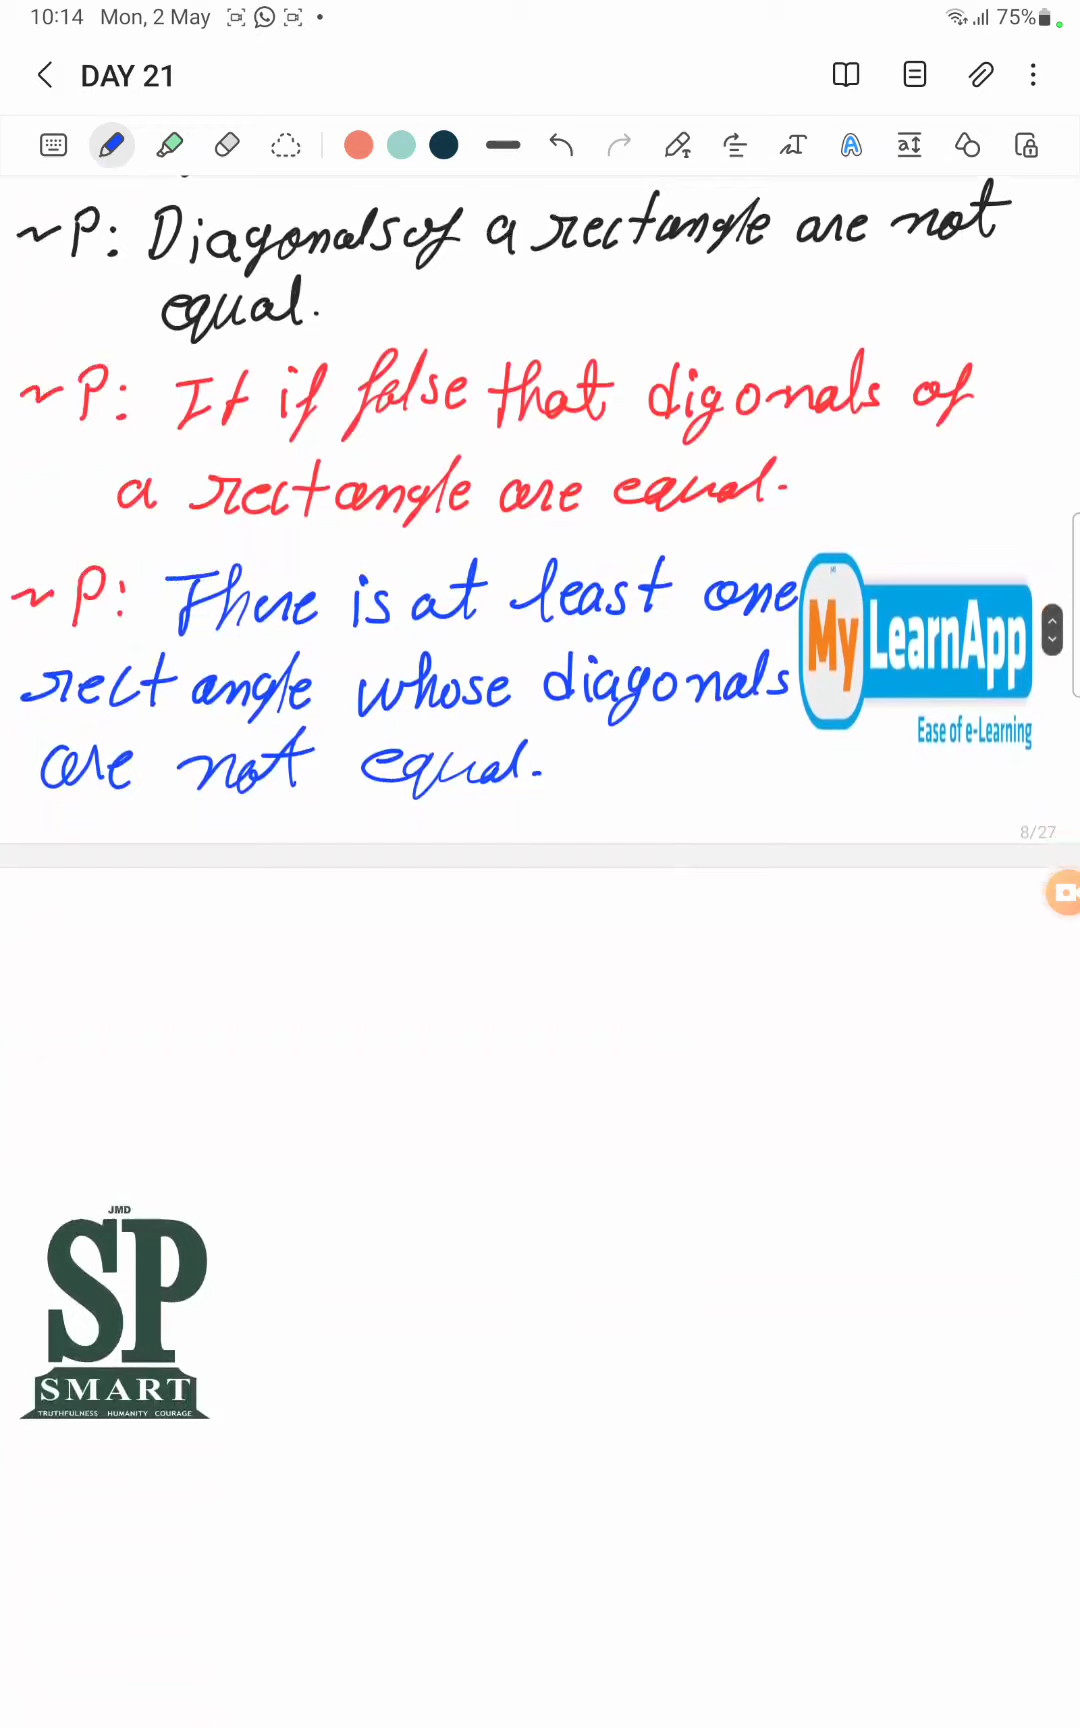 10:14 Mon, 2 May 75%
DAY 21
~P: Diagonals of a rectangle are not
equal.
~P: It if false that digonals of
a rectangle are equal.
~P: There is at least one
rectangle whose diagonals
are not equal.
My LearnApp
Ease of e-Learning
8/27
JMD
SP
SMART
TRUTHFULNESS HUMANITY COURAGE